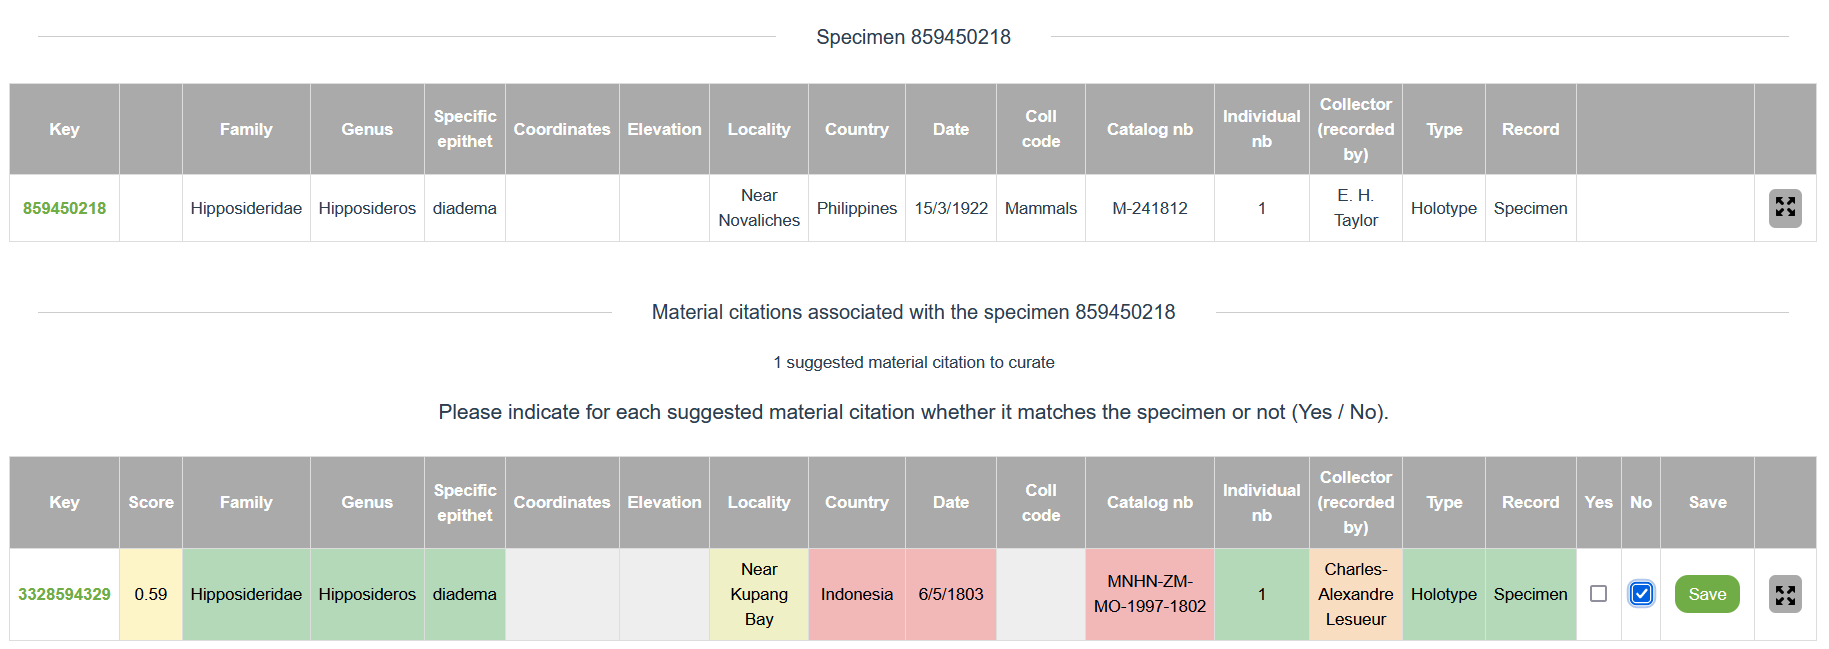 Specimen 859450218
Key Family Genus Specific epithet Coordinates Elevation Locality Country Date Coll code Catalog nb Individual nb Collector (recorded by) Type Record
859450218 Hipposideridae Hipposideros diadema Near Novaliches Philippines 15/3/1922 Mammals M-241812 1 E. H. Taylor Holotype Specimen
Material citations associated with the specimen 859450218
1 suggested material citation to curate
Please indicate for each suggested material citation whether it matches the specimen or not (Yes / No).
Key Score Family Genus Specific epithet Coordinates Elevation Locality Country Date Coll code Catalog nb Individual nb Collector (recorded by) Type Record Yes No Save
3328594329 0.59 Hipposideridae Hipposideros diadema Near Kupang Bay Indonesia 6/5/1803 MNHN-ZM-MO-1997-1802 1 Charles-Alexandre Lesueur Holotype Specimen Save